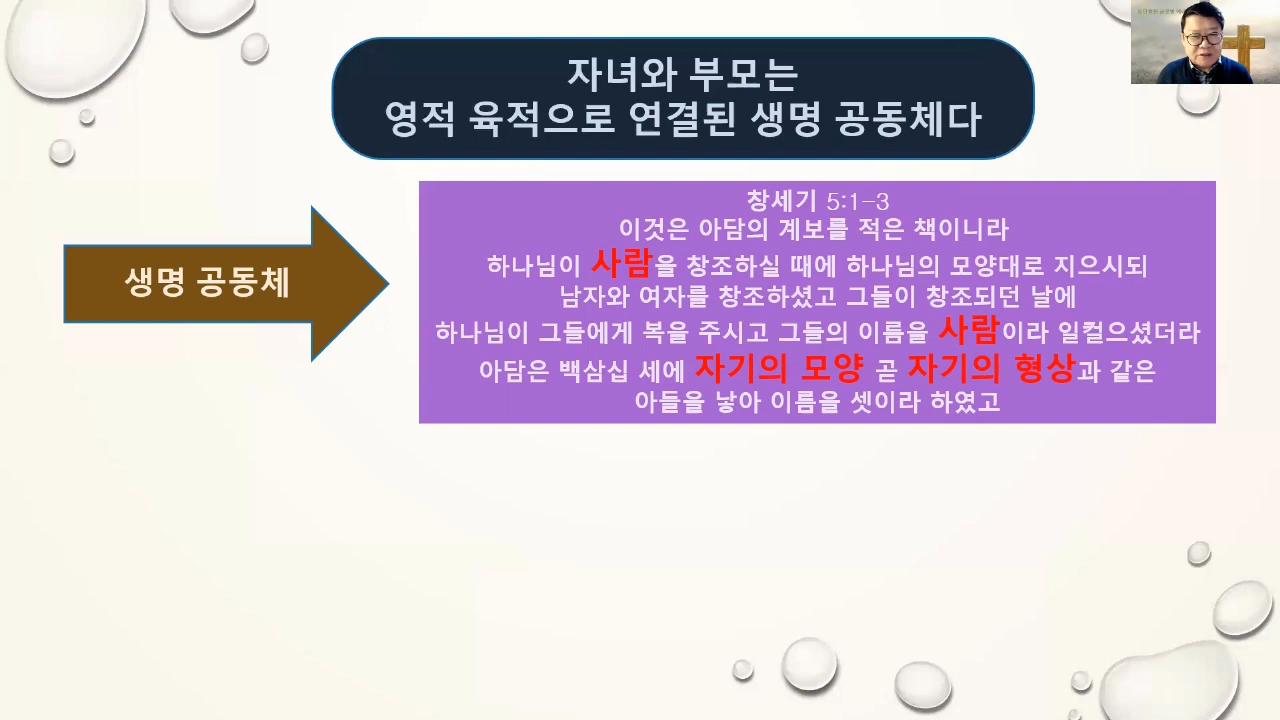 자녀와 부모는
영적 육적으로 연결된 생명 공동체다
생명 공동체
창세기 5:1-3
이것은 아담의 계보를 적은 책이니라
하나님이 사람을 창조하실 때에 하나님의 모양대로 지으시되
남자와 여자를 창조하셨고 그들이 창조되던 날에
하나님이 그들에게 복을 주시고 그들의 이름을 사람이라 일컬으셨더라
아담은 백삼십 세에 자기의 모양 곧 자기의 형상과 같은
아들을 낳아 이름을 셋이라 하였고